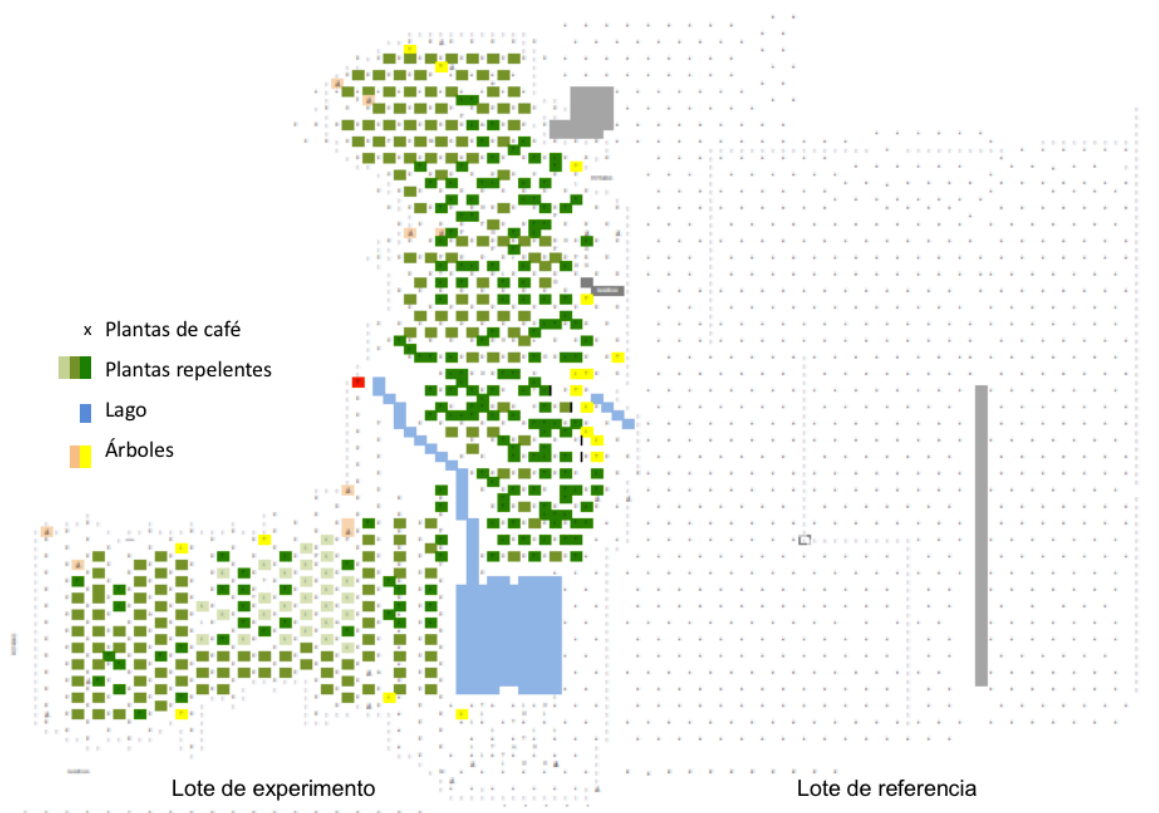 x Plantas de café
Plantas repelentes
Lago
Árboles
Lote de experimento
Lote de referencia